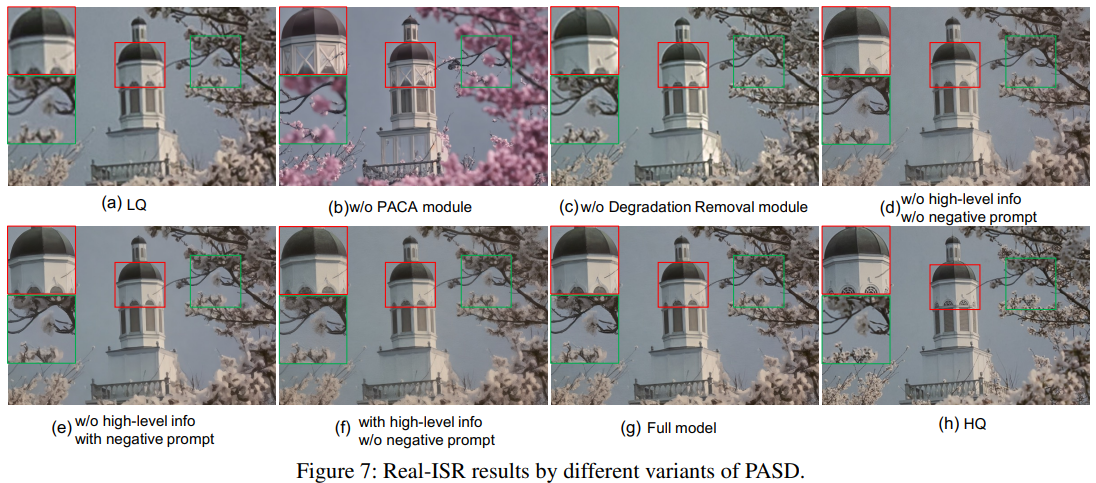 (a) LQ
(b) w/o PACA module
(c) w/o Degradation Removal module
(d) w/o high-level info
w/o negative prompt
(e) w/o high-level info
with negative prompt
(f) with high-level info
w/o negative prompt
(g) Full model
(h) HQ
Figure 7: Real-ISR results by different variants of PASD.